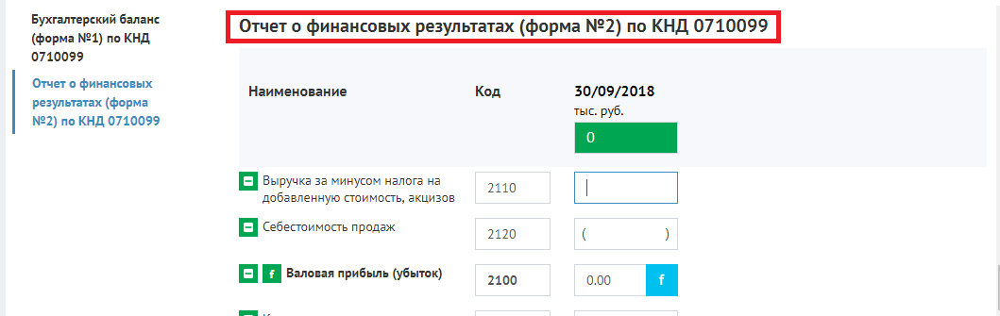 Бухгалтерский баланс
(форма №1) по КНД
0710099
Отчет о финансовых
результатах (форма
№2) по КНД 0710099
Отчет о финансовых результатах (форма №2) по КНД 0710099
Наименование Код 30/09/2018
тыс. руб.
0
Выручка за минусом налога на
добавленную стоимость, акцизов
2110
Себестоимость продаж 2120 ( )
f Валовая прибыль (убыток) 2100 0.00 f